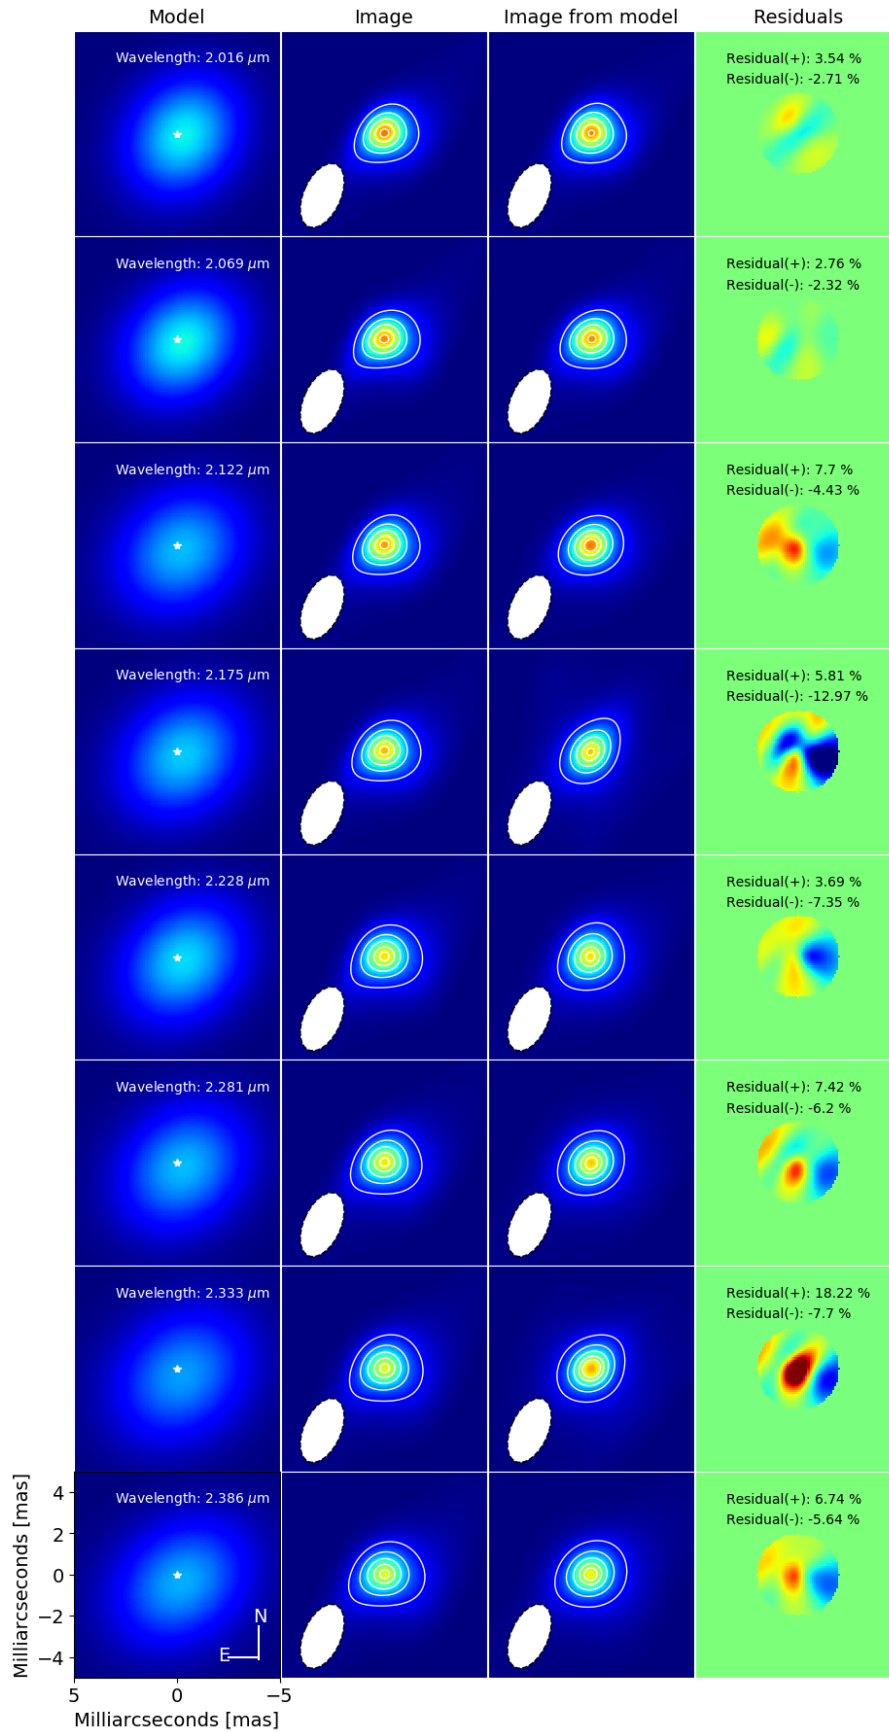 Model Image Image from model Residuals
Wavelength: 2.016 μm
Residual(+): 3.54 %
Residual(-): -2.71 %
Wavelength: 2.069 μm
Residual(+): 2.76 %
Residual(-): -2.32 %
Wavelength: 2.122 μm
Residual(+): 7.7 %
Residual(-): -4.43 %
Wavelength: 2.175 μm
Residual(+): 5.81 %
Residual(-): -12.97 %
Wavelength: 2.228 μm
Residual(+): 3.69 %
Residual(-): -7.35 %
Wavelength: 2.281 μm
Residual(+): 7.42 %
Residual(-): -6.2 %
Wavelength: 2.333 μm
Residual(+): 18.22 %
Residual(-): -7.7 %
Wavelength: 2.386 μm
Residual(+): 6.74 %
Residual(-): -5.64 %
Milliarcseconds [mas]
4
2
0
−2
−4
N
E
5 0 −5
Milliarcseconds [mas]